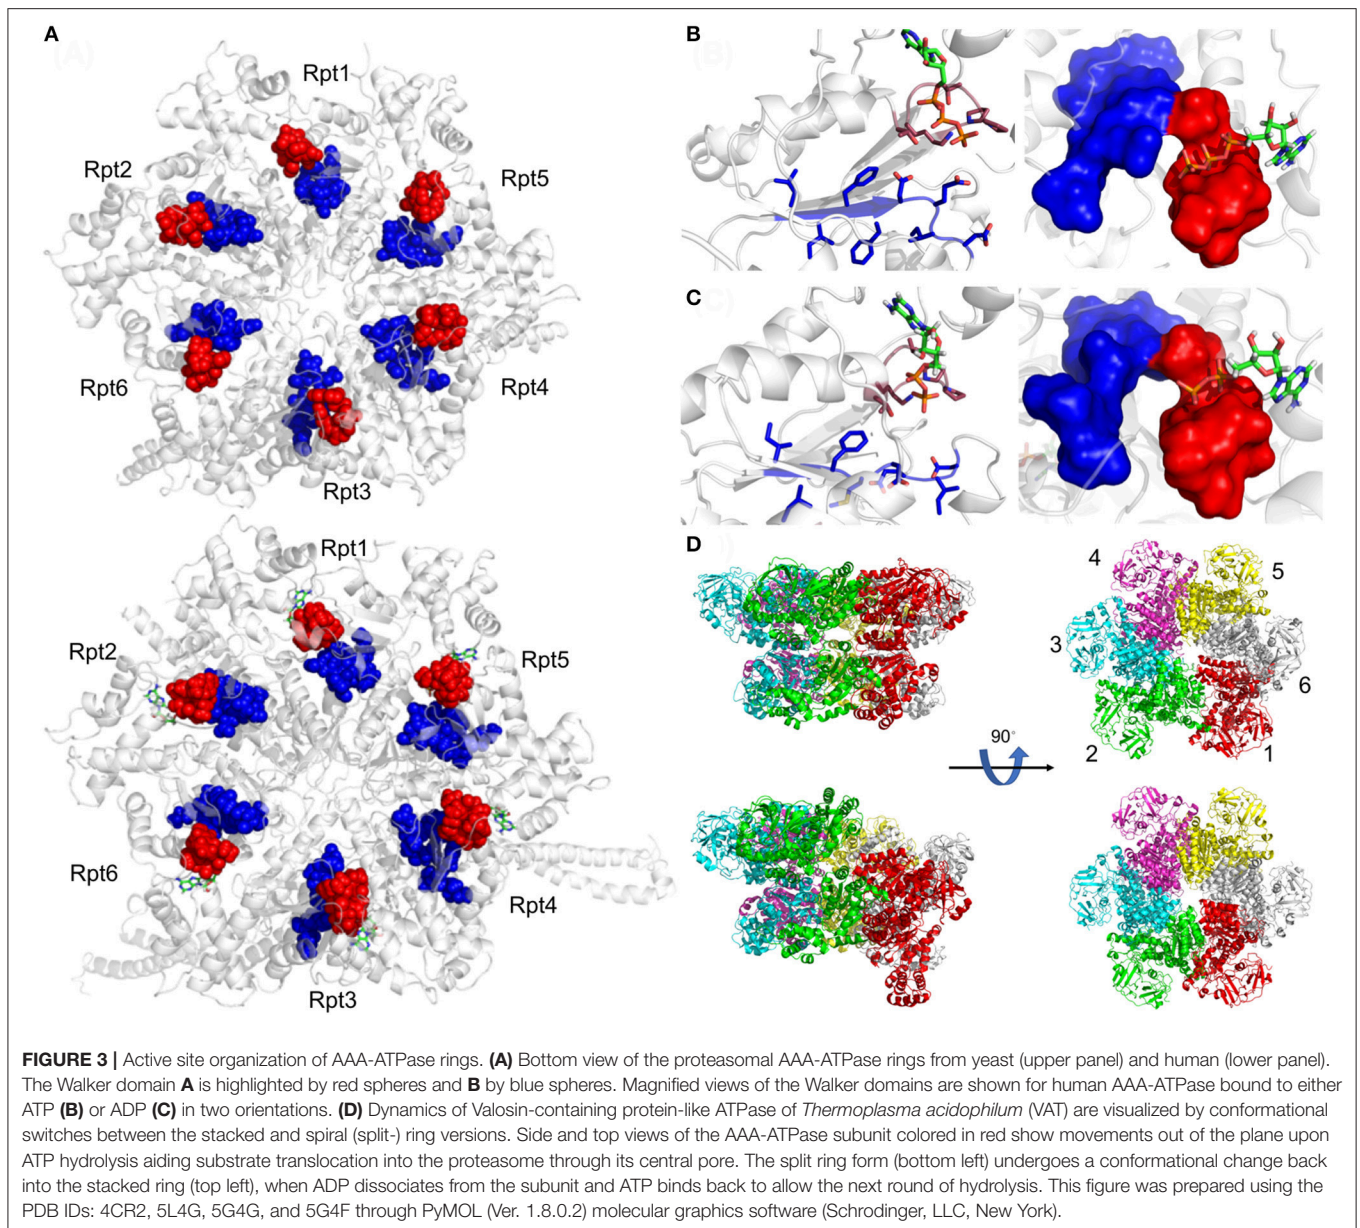 A
Rpt1
Rpt2
Rpt5
Rpt6
Rpt4
Rpt3
Rpt1
Rpt2
Rpt5
Rpt6
Rpt4
Rpt3
B
C
D
4
5
3
6
2
1
90°
FIGURE 3 | Active site organization of AAA-ATPase rings. (A) Bottom view of the proteasomal AAA-ATPase rings from yeast (upper panel) and human (lower panel).
The Walker domain A is highlighted by red spheres and B by blue spheres. Magnified views of the Walker domains are shown for human AAA-ATPase bound to either
ATP (B) or ADP (C) in two orientations. (D) Dynamics of Valosin-containing protein-like ATPase of Thermoplasma acidophilum (VAT) are visualized by conformational
switches between the stacked and spiral (split-) ring versions. Side and top views of the AAA-ATPase subunit colored in red show movements out of the plane upon
ATP hydrolysis aiding substrate translocation into the proteasome through its central pore. The split ring form (bottom left) undergoes a conformational change back
into the stacked ring (top left), when ADP dissociates from the subunit and ATP binds back to allow the next round of hydrolysis. This figure was prepared using the
PDB IDs: 4CR2, 5L4G, 5G4G, and 5G4F through PyMOL (Ver. 1.8.0.2) molecular graphics software (Schrodinger, LLC, New York).